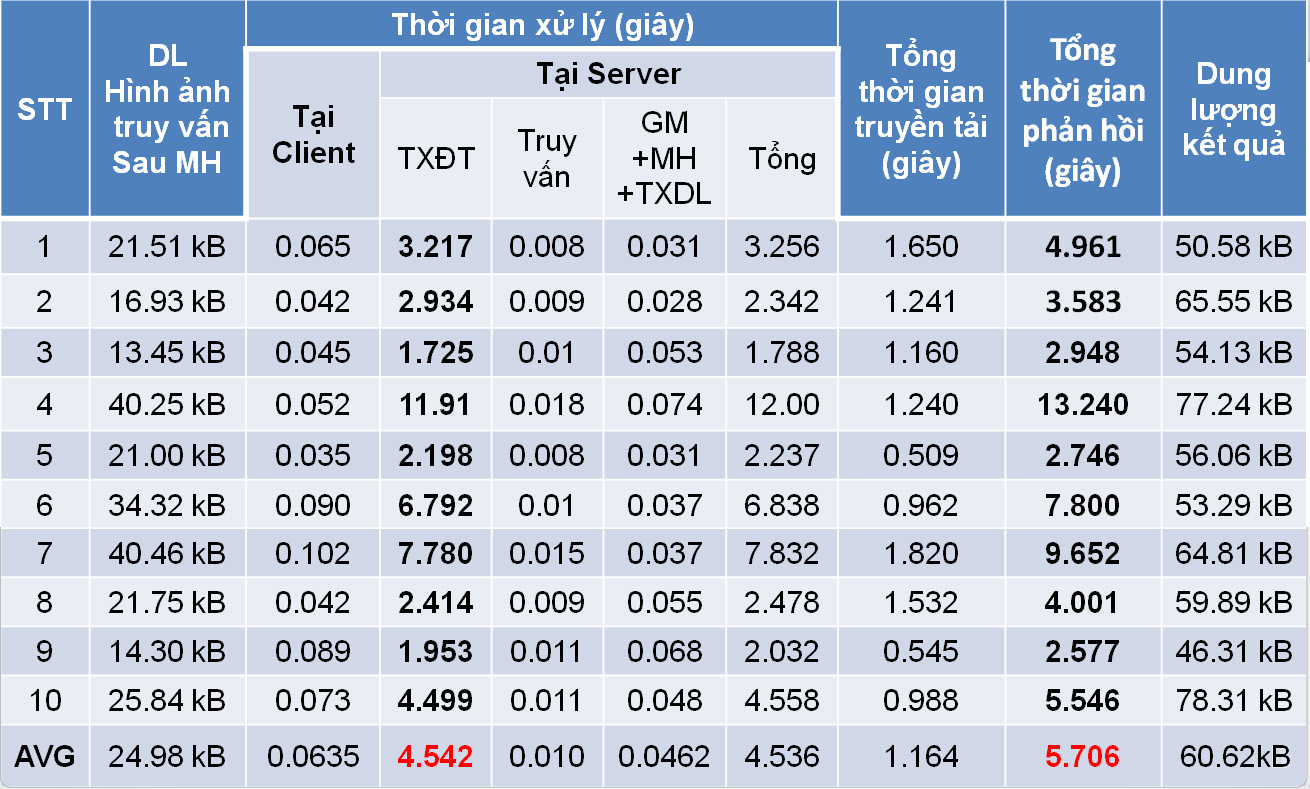 STT
DL
Hình ảnh
truy vấn
Sau MH
Thời gian xử lý (giây)
Tại
Client
Tại Server
TXĐT
Truy
vấn
GM
+MH
+TXDL
Tổng
Tổng
thời gian
truyền tải
(giây)
Tổng
thời gian
phản hồi
(giây)
Dung
lượng
kết quả
1 21.51 kB 0.065 3.217 0.008 0.031 3.256 1.650 4.961 50.58 kB
2 16.93 kB 0.042 2.934 0.009 0.028 2.342 1.241 3.583 65.55 kB
3 13.45 kB 0.045 1.725 0.01 0.053 1.788 1.160 2.948 54.13 kB
4 40.25 kB 0.052 11.91 0.018 0.074 12.00 1.240 13.240 77.24 kB
5 21.00 kB 0.035 2.198 0.008 0.031 2.237 0.509 2.746 56.06 kB
6 34.32 kB 0.090 6.792 0.01 0.037 6.838 0.962 7.800 53.29 kB
7 40.46 kB 0.102 7.780 0.015 0.037 7.832 1.820 9.652 64.81 kB
8 21.75 kB 0.042 2.414 0.009 0.055 2.478 1.532 4.001 59.89 kB
9 14.30 kB 0.089 1.953 0.011 0.068 2.032 0.545 2.577 46.31 kB
10 25.84 kB 0.073 4.499 0.011 0.048 4.558 0.988 5.546 78.31 kB
AVG 24.98 kB 0.0635 4.542 0.010 0.0462 4.536 1.164 5.706 60.62kB